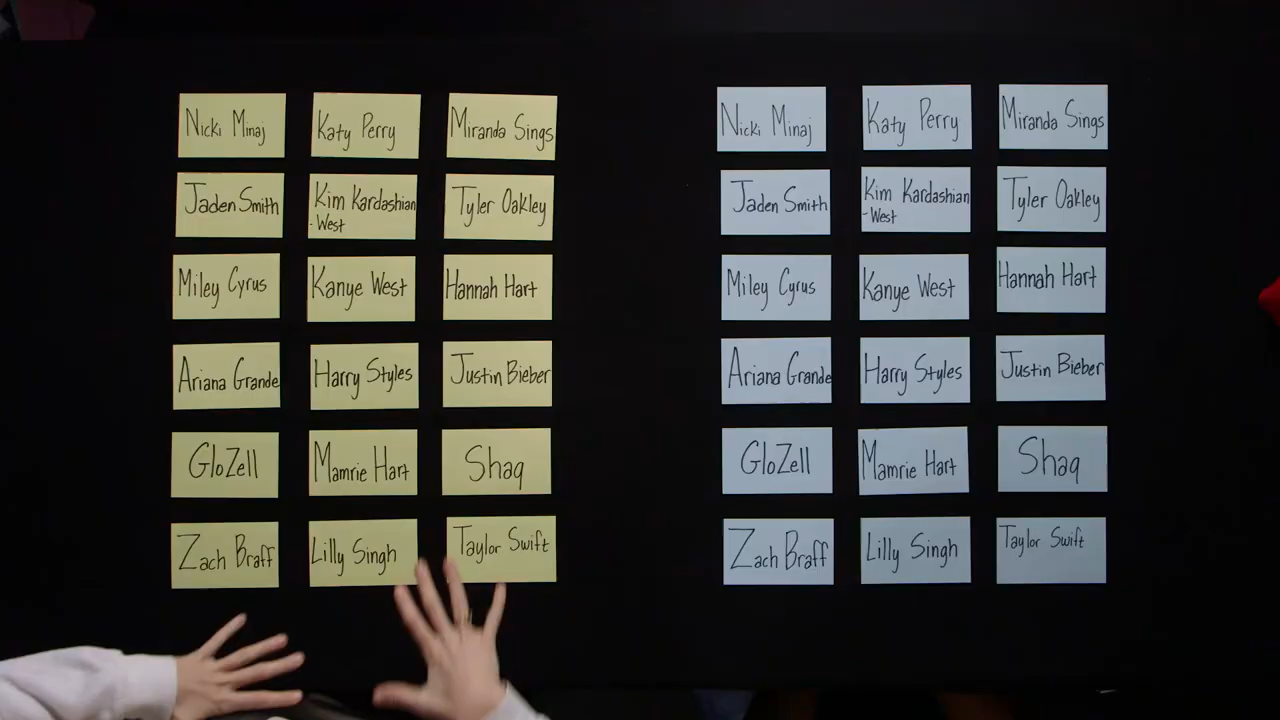 Nicki Minaj
Katy Perry
Miranda Sings
Jaden Smith
Kim Kardashian
-West
Tyler Oakley
Miley Cyrus
Kanye West
Hannah Hart
Ariana Grande
Harry Styles
Justin Bieber
GloZell
Mamrie Hart
Shaq
Zach Braff
Lilly Singh
Taylor Swift
Nicki Minaj
Katy Perry
Miranda Sings
Jaden Smith
Kim Kardashian
-West
Tyler Oakley
Miley Cyrus
Kanye West
Hannah Hart
Ariana Grande
Harry Styles
Justin Bieber
GloZell
Mamrie Hart
Shaq
Zach Braff
Lilly Singh
Taylor Swift